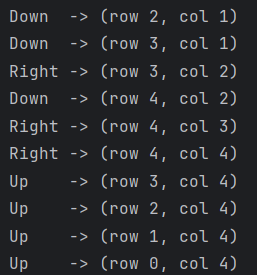 Down  -> (row 2, col 1)
Down  -> (row 3, col 1)
Right -> (row 3, col 2)
Down  -> (row 4, col 2)
Right -> (row 4, col 3)
Right -> (row 4, col 4)
Up    -> (row 3, col 4)
Up    -> (row 2, col 4)
Up    -> (row 1, col 4)
Up    -> (row 0, col 4)